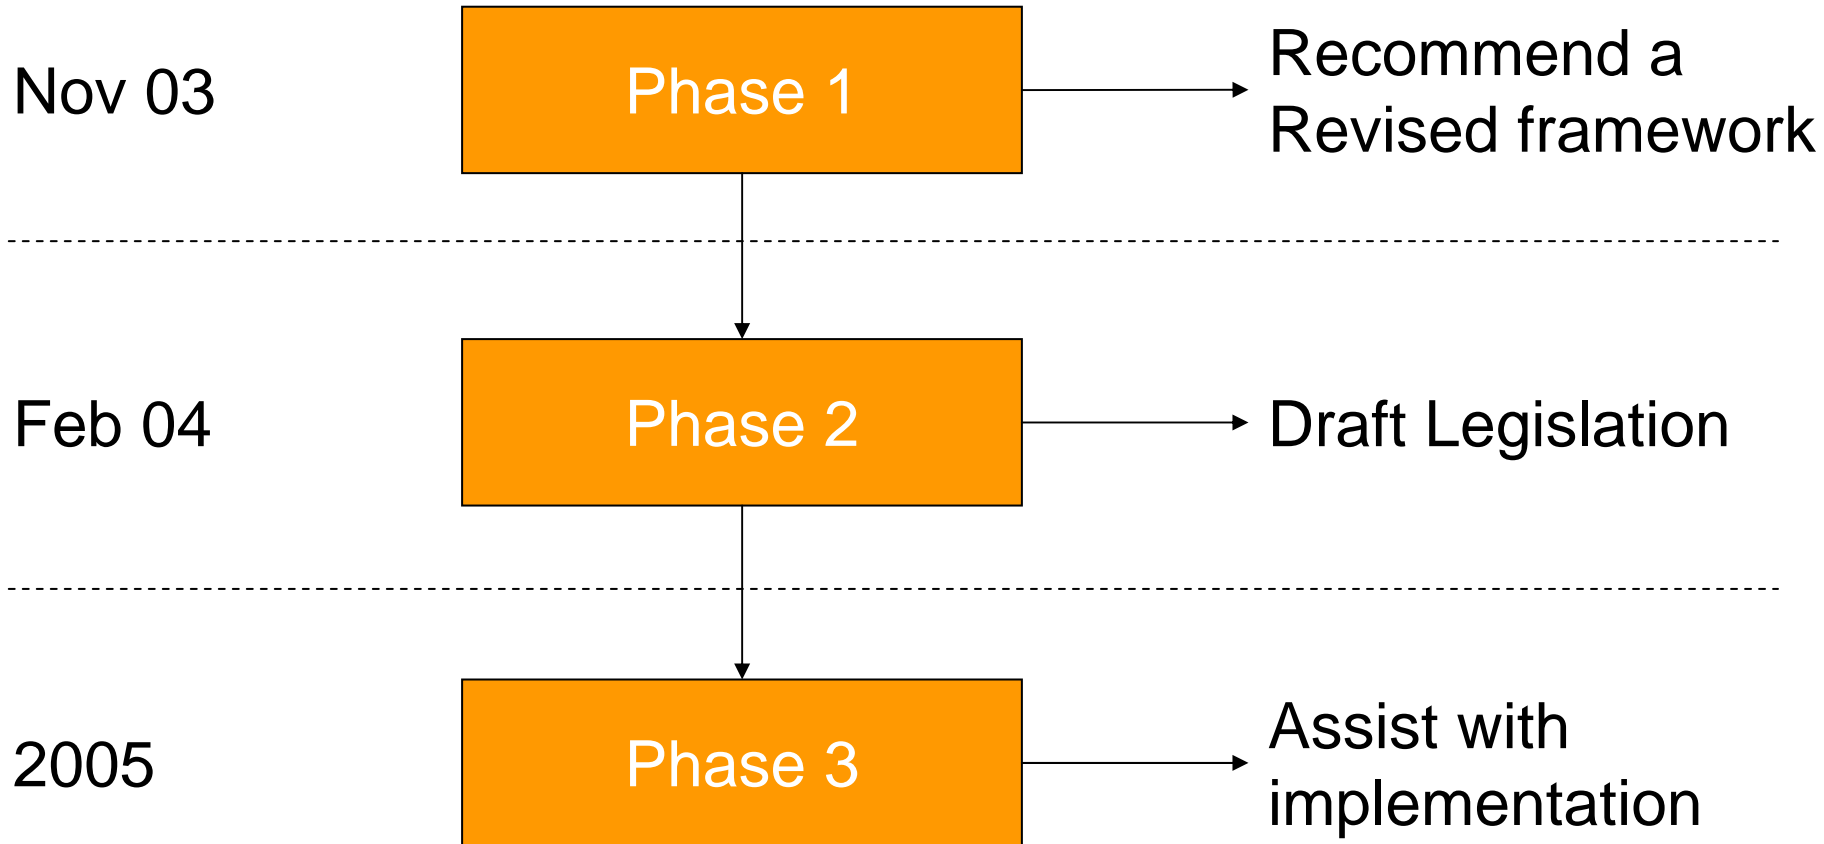 Nov 03
Phase 1
Recommend a
Revised framework
Feb 04
Phase 2
Draft Legislation
2005
Phase 3
Assist with
implementation